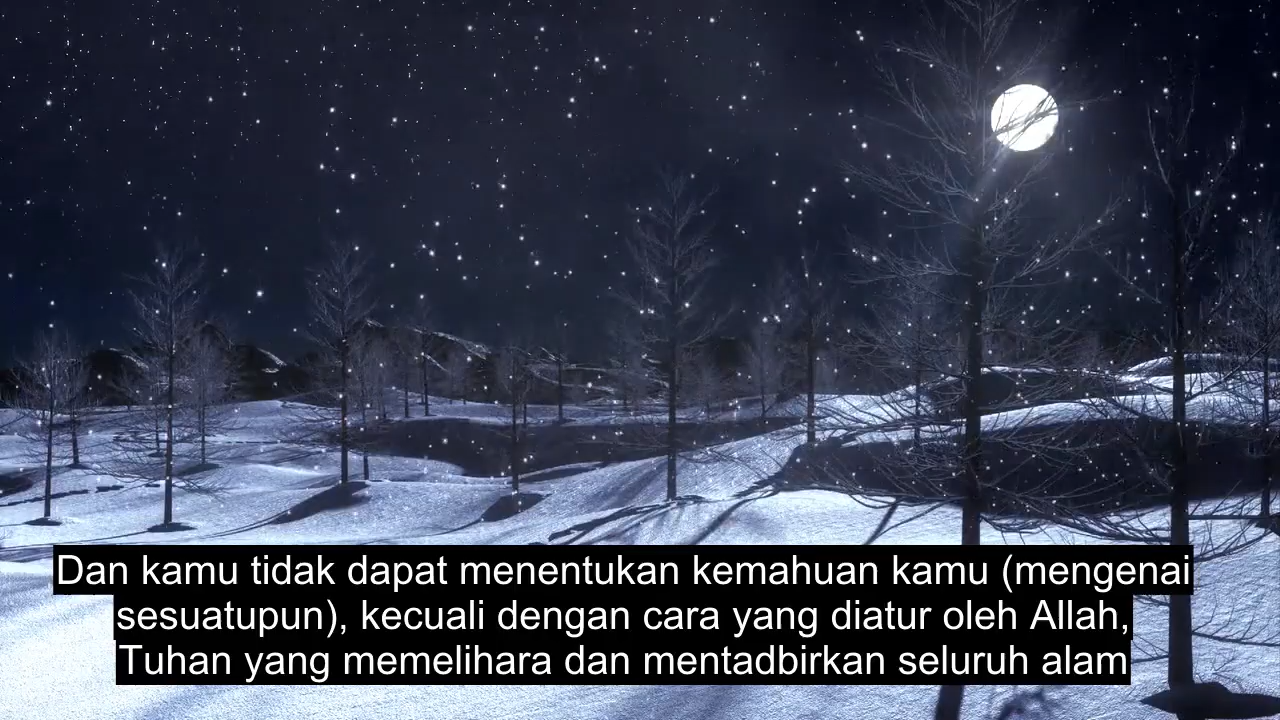 Dan kamu tidak dapat menentukan kemahuan kamu (mengenai
sesuatupun), kecuali dengan cara yang diatur oleh Allah,
Tuhan yang memelihara dan mentadbirkan seluruh alam